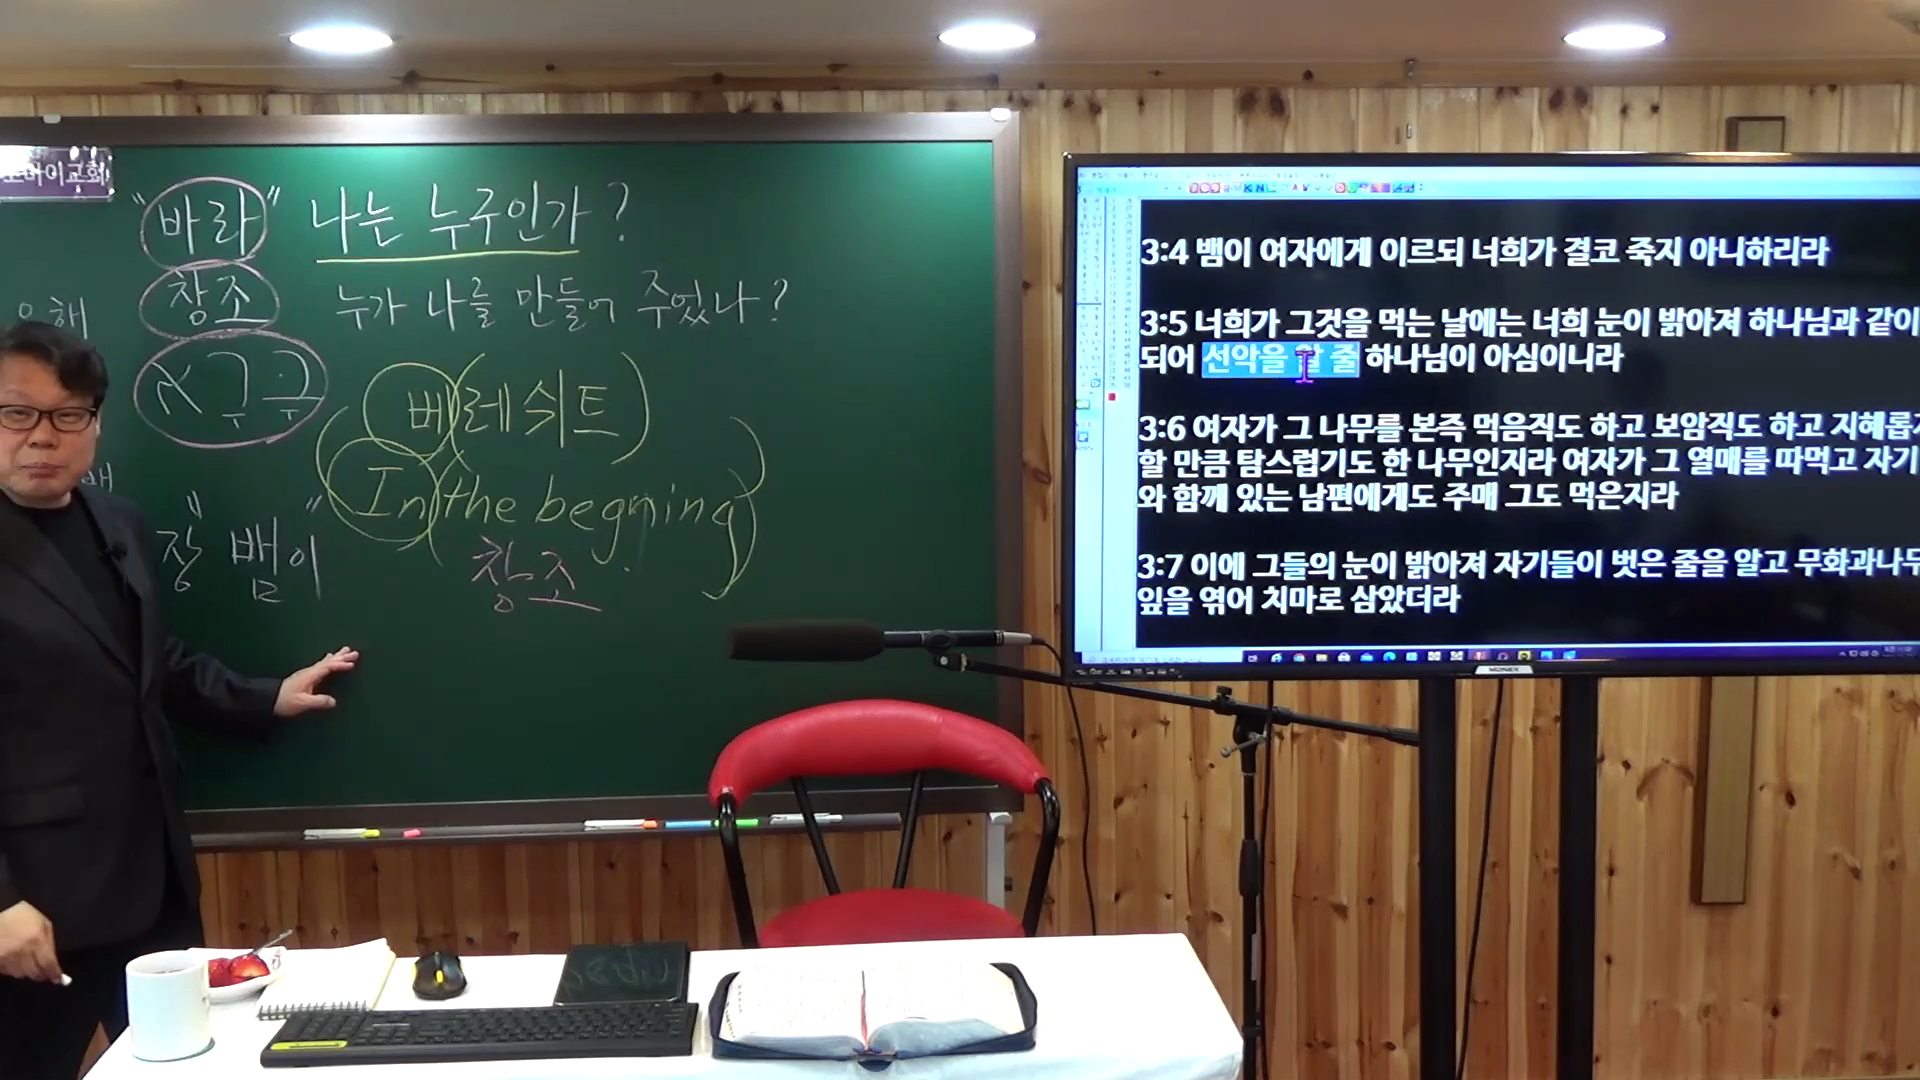 "바라" 나는 누구인가?
창조 누가 나를 만들어 주었나?
베(레쉬트)
(In(the begnning)
창조
"장 뱀이"
3:4 뱀이 여자에게 이르되 너희가 결코 죽지 아니하리라
3:5 너희가 그것을 먹는 날에는 너희 눈이 밝아져 하나님과 같이
되어 선악을 알 줄 하나님이 아심이니라
3:6 여자가 그 나무를 본즉 먹음직도 하고 보암직도 하고 지혜롭게
할 만큼 탐스럽기도 한 나무인지라 여자가 그 열매를 따먹고 자기
와 함께 있는 남편에게도 주매 그도 먹은지라
3:7 이에 그들의 눈이 밝아져 자기들이 벗은 줄을 알고 무화과나무
잎을 엮어 치마로 삼았더라